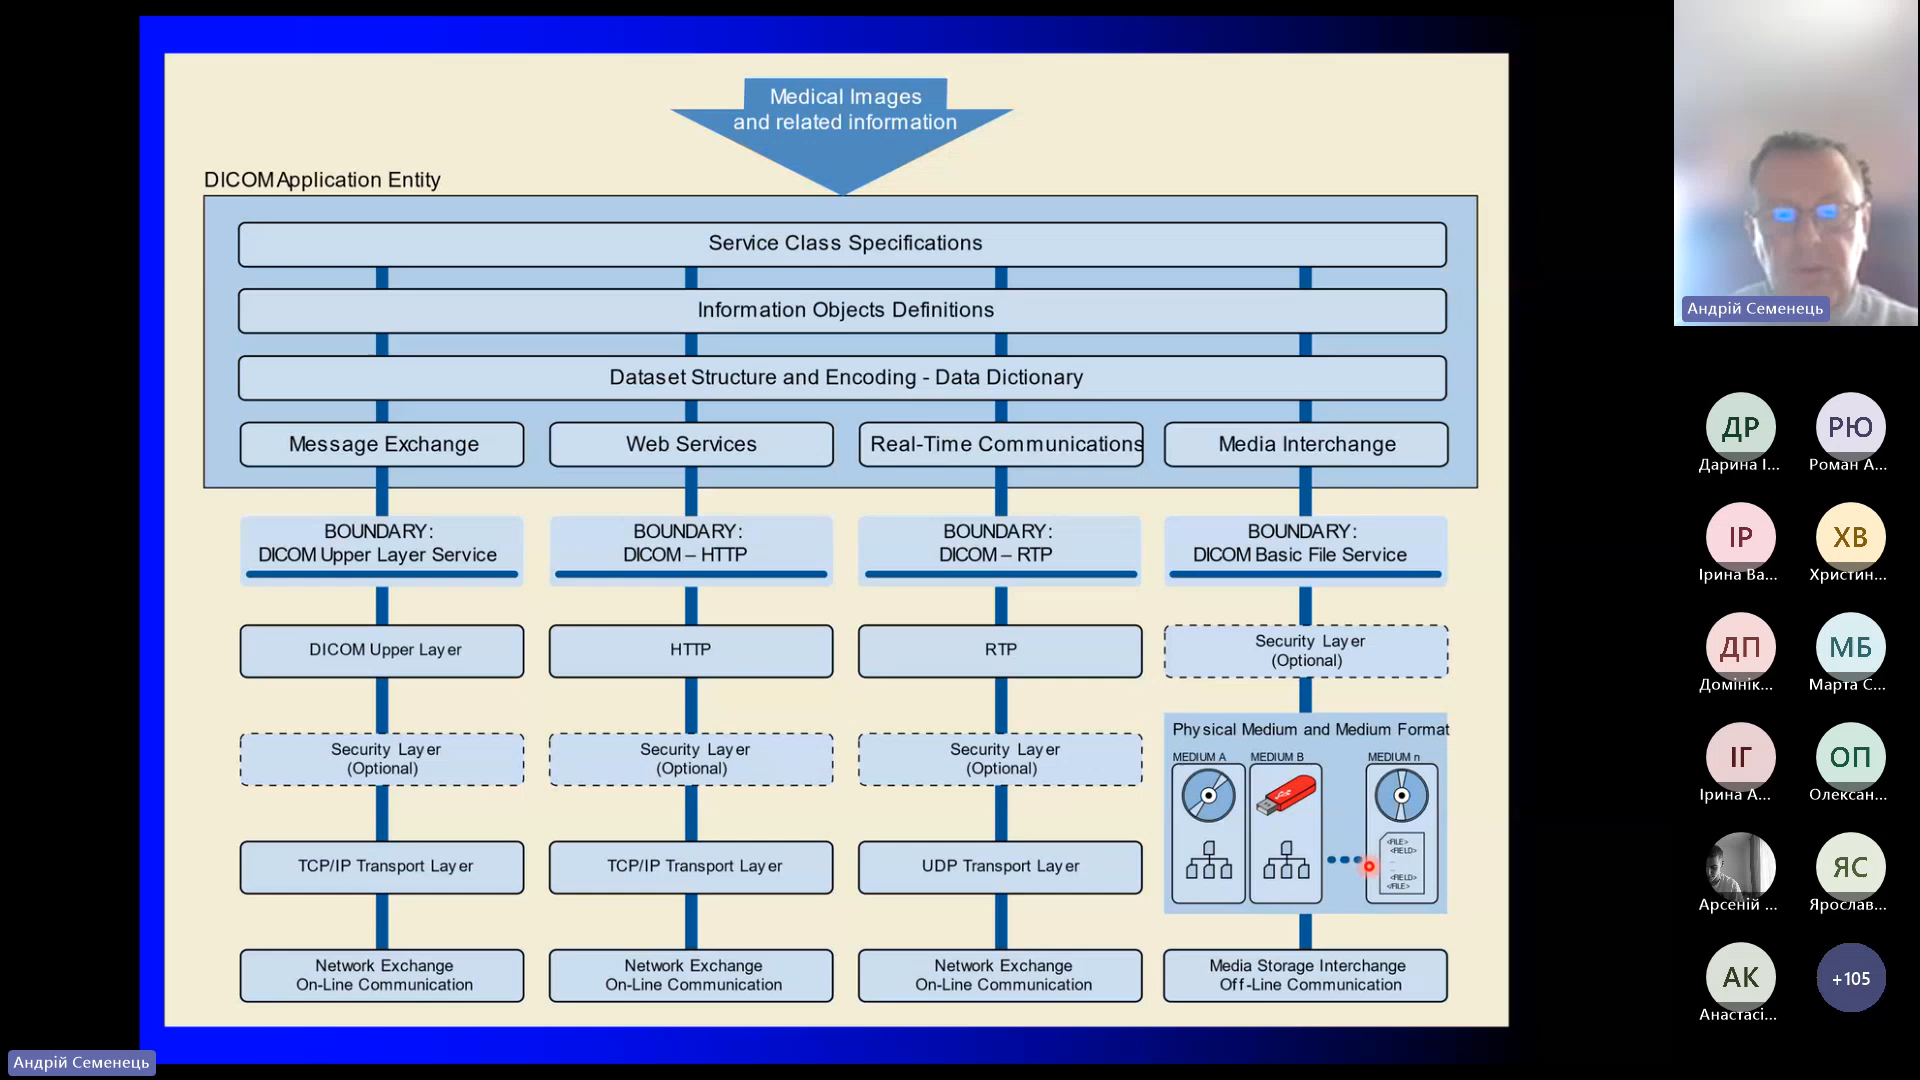 Medical Images
and related information
DICOM Application Entity
Service Class Specifications
Information Objects Definitions
Dataset Structure and Encoding - Data Dictionary
Message Exchange
Web Services
Real-Time Communications
Media Interchange
BOUNDARY:
DICOM Upper Layer Service
BOUNDARY:
DICOM – HTTP
BOUNDARY:
DICOM – RTP
BOUNDARY:
DICOM Basic File Service
DICOM Upper Layer
HTTP
RTP
Security Layer
(Optional)
Security Layer
(Optional)
Security Layer
(Optional)
Security Layer
(Optional)
Physical Medium and Medium Format
MEDIUM A
MEDIUM B
MEDIUM n
<FILE>
<FIELD>
...
<FIELD>
</FILE>
TCP/IP Transport Layer
TCP/IP Transport Layer
UDP Transport Layer
Network Exchange
On-Line Communication
Network Exchange
On-Line Communication
Network Exchange
On-Line Communication
Media Storage Interchange
Off-Line Communication
Андрій Семенець
Андрій Семенець
ДР
Дарина І...
РЮ
Роман А...
ІР
Ірина Ва...
ХВ
Христин...
ДП
Домінік...
МБ
Марта С...
ІГ
Ірина А...
ОП
Олексан...
Арсеній ...
ЯС
Ярослав...
АК
Анастасі...
+105